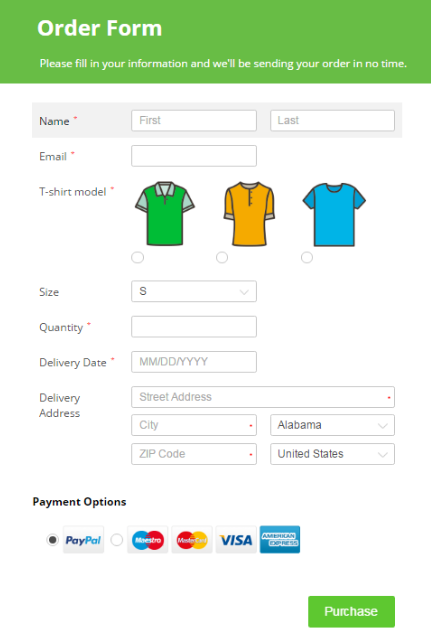 Order Form
Please fill in your information and we'll be sending your order in no time.
Name * First Last
Email *
T-shirt model *
Size S
Quantity *
Delivery Date * MM/DD/YYYY
Delivery Address Street Address *
City * Alabama
ZIP Code * United States
Payment Options
PayPal Maestro MasterCard VISA AMERICAN EXPRESS
Purchase